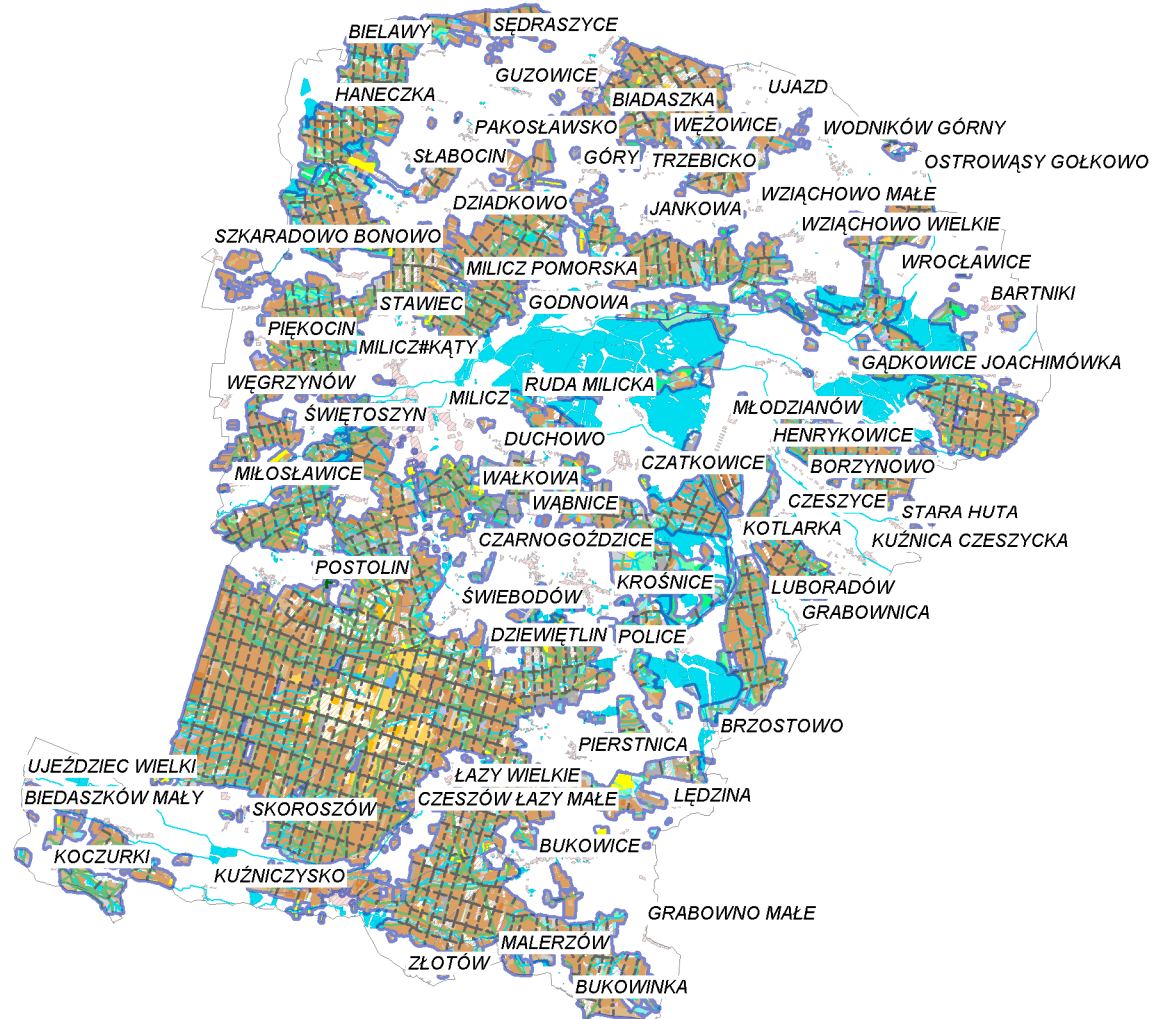 SĘDRASZYCE
BIELAWY
GUZOWICE
UJAZD
HANECZKA
BIADASZKA
PAKOSŁAWSKO
WĘŻOWICE
WODNIKÓW GÓRNY
SŁABOCIN
GÓRY
TRZEBICKO
OSTROWĄSY GOŁKOWO
WZIĄCHOWO MAŁE
DZIADKOWO
JANKOWA
WZIĄCHOWO WIELKIE
SZKARADOWO BONOWO
WROCŁAWICE
MILICZ POMORSKA
BARTNIKI
STAWIEC
GODNOWA
PIĘKOCIN
MILICZ#KĄTY
GĄDKOWICE JOACHIMÓWKA
WĘGRZYNÓW
RUDA MILICKA
MILICZ
MŁODZIANÓW
ŚWIĘTOSZYN
DUCHOWO
HENRYKOWICE
CZATKOWICE
BORZYNOWO
MIŁOSŁAWICE
WAŁKOWA
CZESZYCE
WĄBNICE
STARA HUTA
KOTLARKA
CZARNOGOŹDZICE
KUŹNICA CZESZYCKA
POSTOLIN
KROŚNICE
LUBORADÓW
ŚWIEBODÓW
GRABOWNICA
DZIEWIĘTLIN
POLICE
BRZOSTOWO
PIERSTNICA
UJEŹDZIEC WIELKI
ŁAZY WIELKIE
LĘDZINA
BIEDASZKÓW MAŁY
CZESZÓW ŁAZY MAŁE
SKOROSZÓW
BUKOWICE
KOCZURKI
KUŹNICZYSKO
GRABOWNO MAŁE
MALERZÓW
ZŁOTÓW
BUKOWINKA